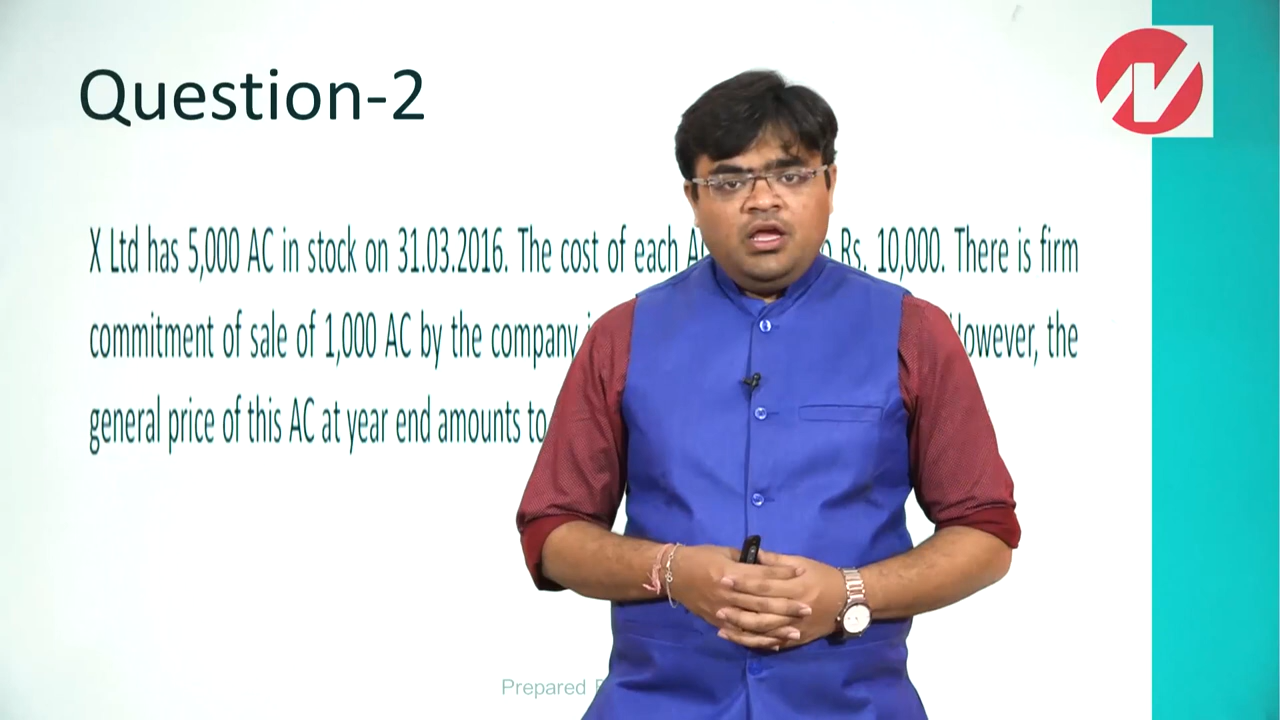 Question-2
X Ltd has 5,000 AC in stock on 31.03.2016. The cost of each Rs. 10,000. There is firm
commitment of sale of 1,000 AC by the company However, the
general price of this AC at year end amounts to
Prepared